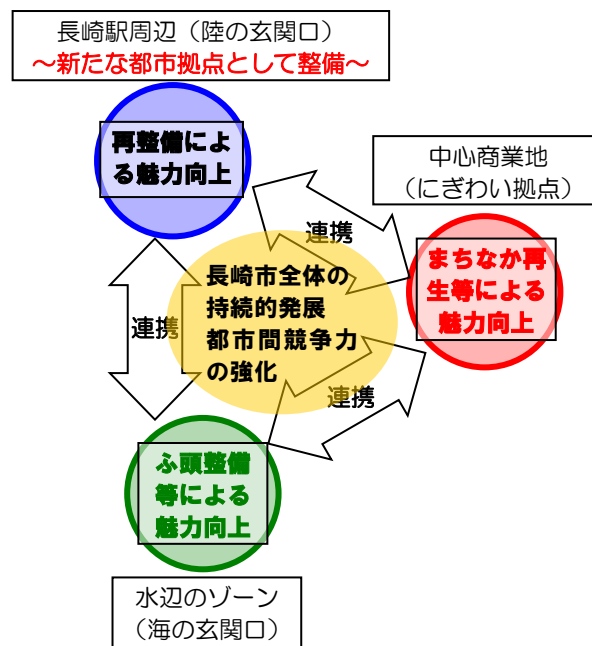 長崎駅周辺（陸の玄関口）
～新たな都市拠点として整備～
再整備によ
る魅力向上
中心商業地
（にぎわい拠点）
連携
まちなか再
生等による
魅力向上
長崎市全体の
持続的発展
都市間競争力
の強化
連携
連携
ふ頭整備
等による
魅力向上
水辺のゾーン
（海の玄関口）